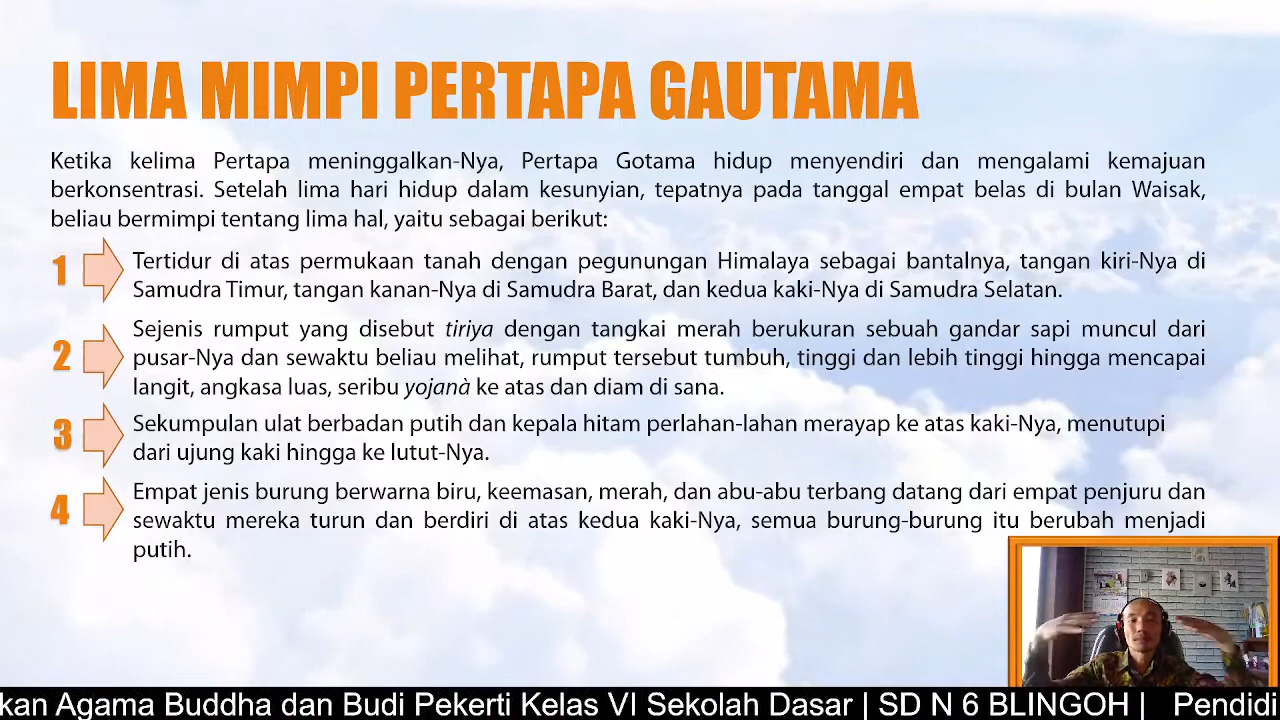 LIMA MIMPI PERTAPA GAUTAMA
Ketika kelima Pertapa meninggalkan-Nya, Pertapa Gotama hidup menyendiri dan mengalami kemajuan
berkonsentrasi. Setelah lima hari hidup dalam kesunyian, tepatnya pada tanggal empat belas di bulan Waisak,
beliau bermimpi tentang lima hal, yaitu sebagai berikut:
1
Tertidur di atas permukaan tanah dengan pegunungan Himalaya sebagai bantalnya, tangan kiri-Nya di
Samudra Timur, tangan kanan-Nya di Samudra Barat, dan kedua kaki-Nya di Samudra Selatan.
2
Sejenis rumput yang disebut tiriya dengan tangkai merah berukuran sebuah gandar sapi muncul dari
pusar-Nya dan sewaktu beliau melihat, rumput tersebut tumbuh, tinggi dan lebih tinggi hingga mencapai
langit, angkasa luas, seribu yojanà ke atas dan diam di sana.
3
Sekumpulan ulat berbadan putih dan kepala hitam perlahan-lahan merayap ke atas kaki-Nya, menutupi
dari ujung kaki hingga ke lutut-Nya.
4
Empat jenis burung berwarna biru, keemasan, merah, dan abu-abu terbang datang dari empat penjuru dan
sewaktu mereka turun dan berdiri di atas kedua kaki-Nya, semua burung-burung itu berubah menjadi
putih.
kan Agama Buddha dan Budi Pekerti Kelas VI Sekolah Dasar | SD N 6 BLINGOH | Pendidi